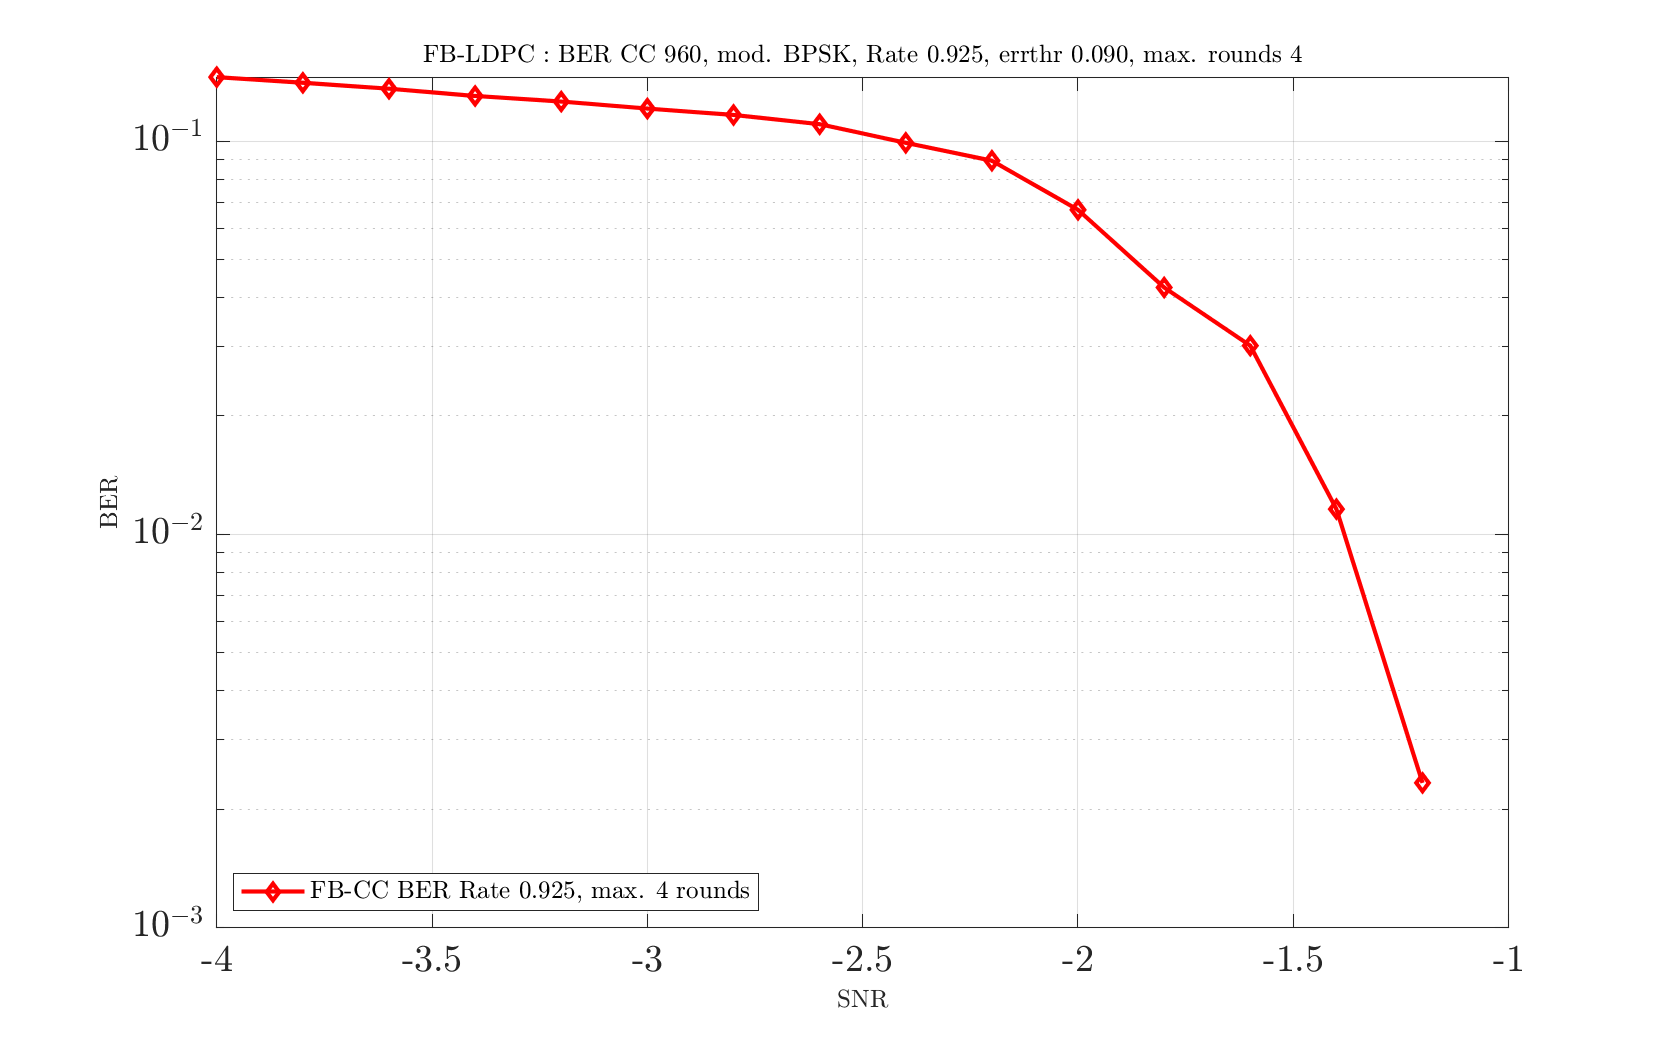 FB-LDPC : BER CC 960, mod. BPSK, Rate 0.925, errthr 0.090, max. rounds 4
10⁻¹
10⁻²
10⁻³
BER
FB-CC BER Rate 0.925, max. 4 rounds
-4 -3.5 -3 -2.5 -2 -1.5 -1
SNR